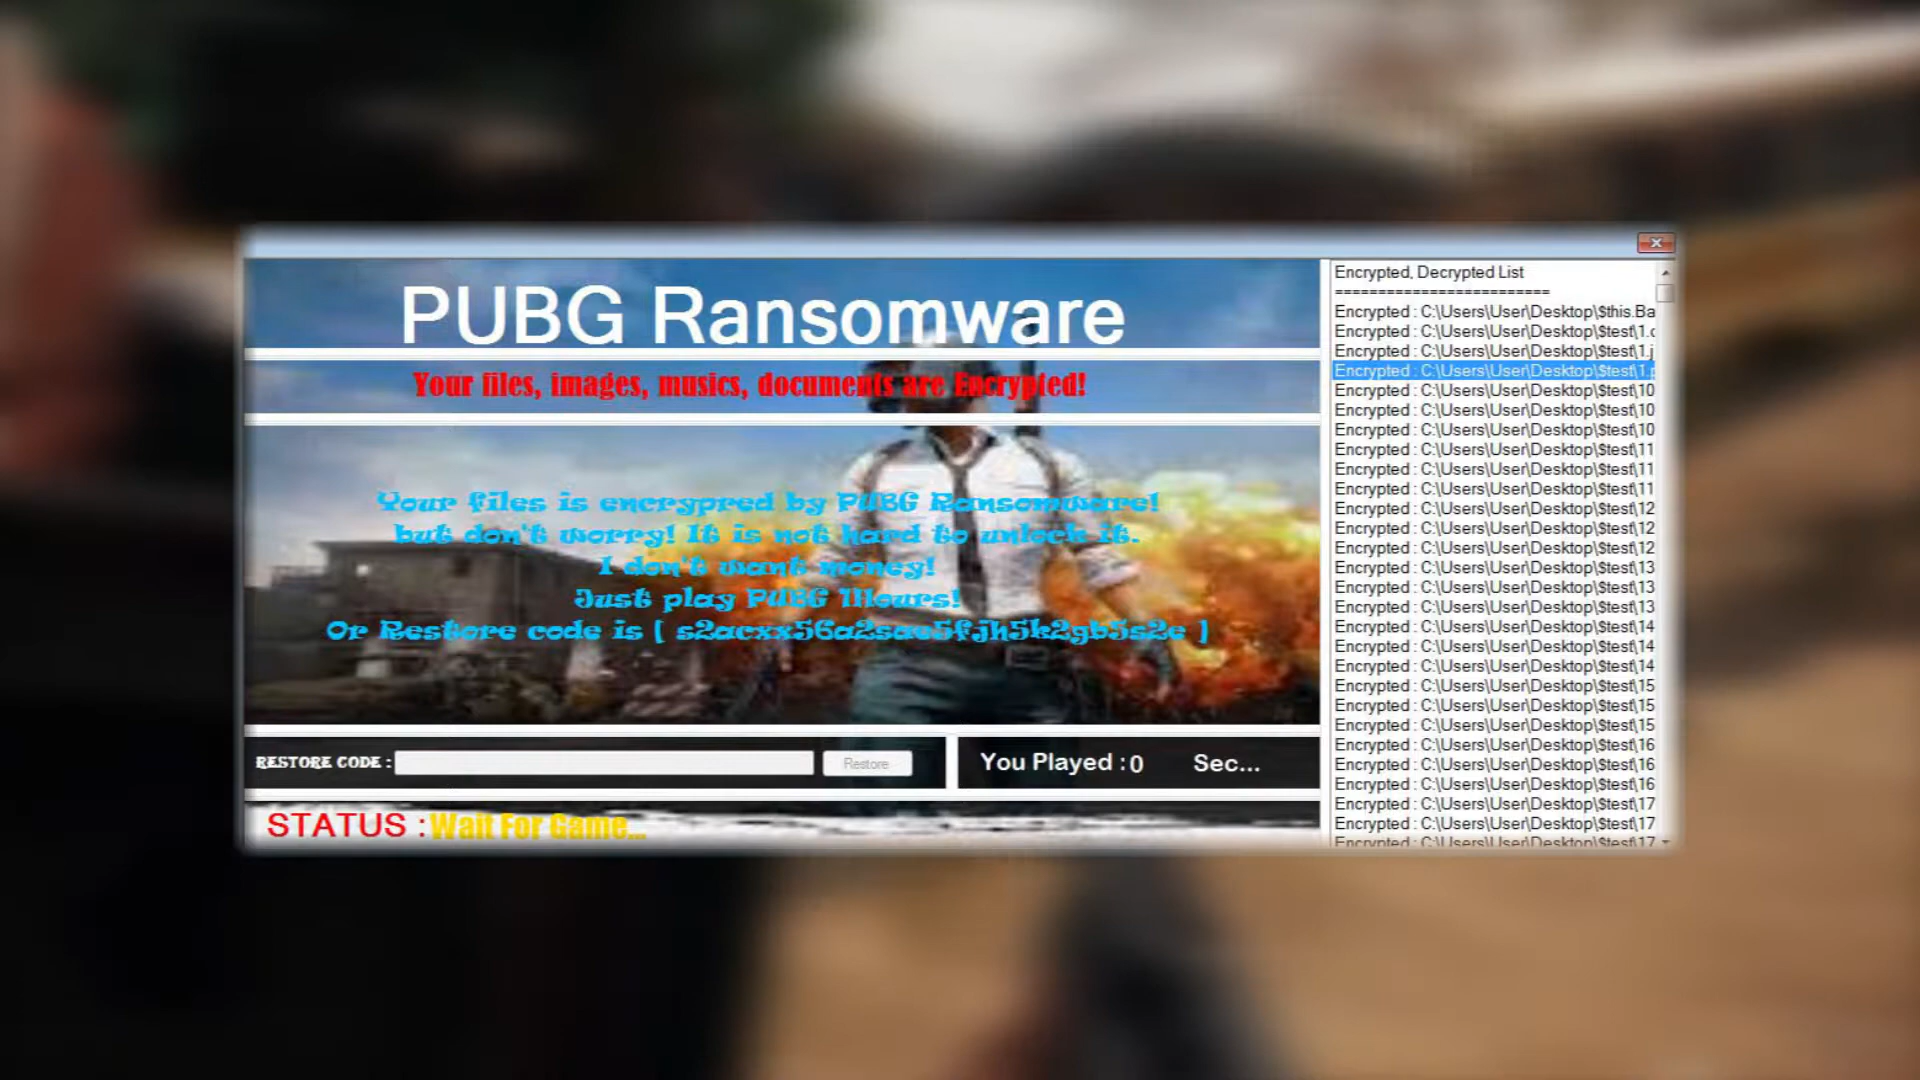 PUBG Ransomware
Your files, images, musics, documents are Encrypted!
Your files is encrypred by PUBG Ransomware!
but don't worry! It is not hard to unlock it.
I don't want money!
Just play PUBG 1Hours!
Or Restore code is [ s2acxx56a2sae5fjh5k2gb5s2e ]
RESTORE CODE :
Restore
You Played : 0 Sec...
STATUS : Wait For Game...
Encrypted, Decrypted List
=========================
Encrypted : C:\Users\User\Desktop\$this.Ba
Encrypted : C:\Users\User\Desktop\$test\1.c
Encrypted : C:\Users\User\Desktop\$test\1.j
Encrypted : C:\Users\User\Desktop\$test\1.p
Encrypted : C:\Users\User\Desktop\$test\10
Encrypted : C:\Users\User\Desktop\$test\10
Encrypted : C:\Users\User\Desktop\$test\10
Encrypted : C:\Users\User\Desktop\$test\11
Encrypted : C:\Users\User\Desktop\$test\11
Encrypted : C:\Users\User\Desktop\$test\11
Encrypted : C:\Users\User\Desktop\$test\12
Encrypted : C:\Users\User\Desktop\$test\12
Encrypted : C:\Users\User\Desktop\$test\12
Encrypted : C:\Users\User\Desktop\$test\13
Encrypted : C:\Users\User\Desktop\$test\13
Encrypted : C:\Users\User\Desktop\$test\13
Encrypted : C:\Users\User\Desktop\$test\14
Encrypted : C:\Users\User\Desktop\$test\14
Encrypted : C:\Users\User\Desktop\$test\14
Encrypted : C:\Users\User\Desktop\$test\15
Encrypted : C:\Users\User\Desktop\$test\15
Encrypted : C:\Users\User\Desktop\$test\15
Encrypted : C:\Users\User\Desktop\$test\16
Encrypted : C:\Users\User\Desktop\$test\16
Encrypted : C:\Users\User\Desktop\$test\16
Encrypted : C:\Users\User\Desktop\$test\17
Encrypted : C:\Users\User\Desktop\$test\17
Encrypted : C:\Users\User\Desktop\$test\17